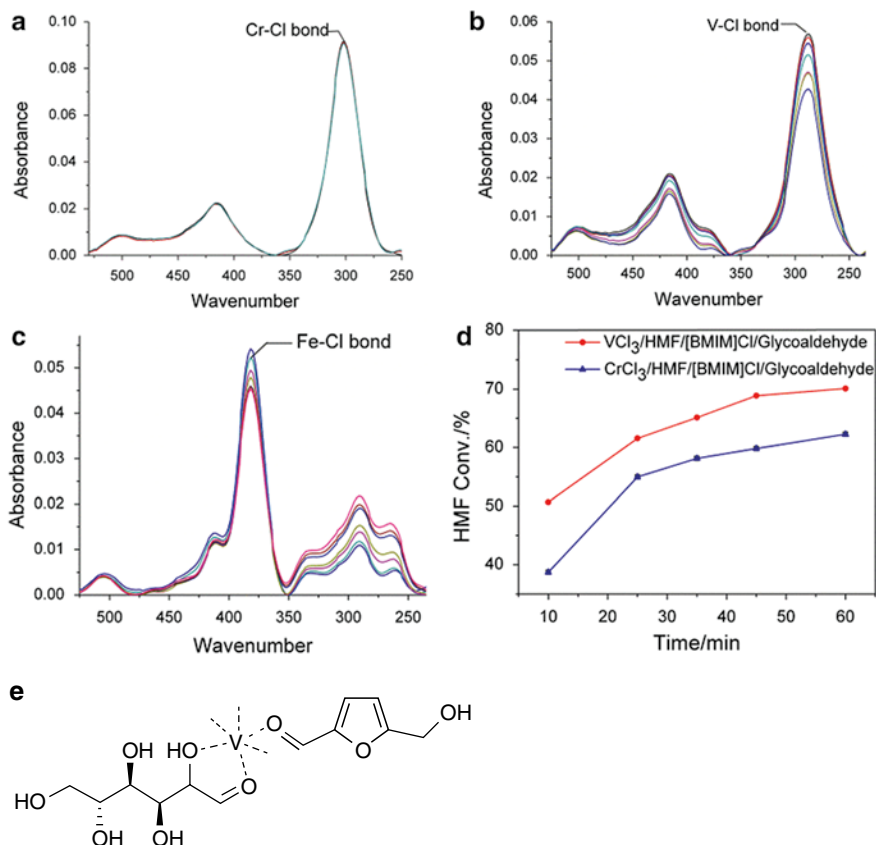 a
Cr-Cl bond
0.10
0.08
0.06
0.04
0.02
0.00
Absorbance
500 450 400 350 300 250
Wavenumber
b
V-Cl bond
0.06
0.05
0.04
0.03
0.02
0.01
0.00
Absorbance
500 450 400 350 300 250
Wavenumber
c
Fe-Cl bond
0.05
0.04
0.03
0.02
0.01
0.00
Absorbance
500 450 400 350 300 250
Wavenumber
d
VCl3/HMF/[BMIM]Cl/Glycoaldehyde
CrCl3/HMF/[BMIM]Cl/Glycoaldehyde
80
70
60
50
40
HMF Conv./%
10 20 30 40 50 60
Time/min
e
OH
O
V
OH HO
O
HO
O
OH OH